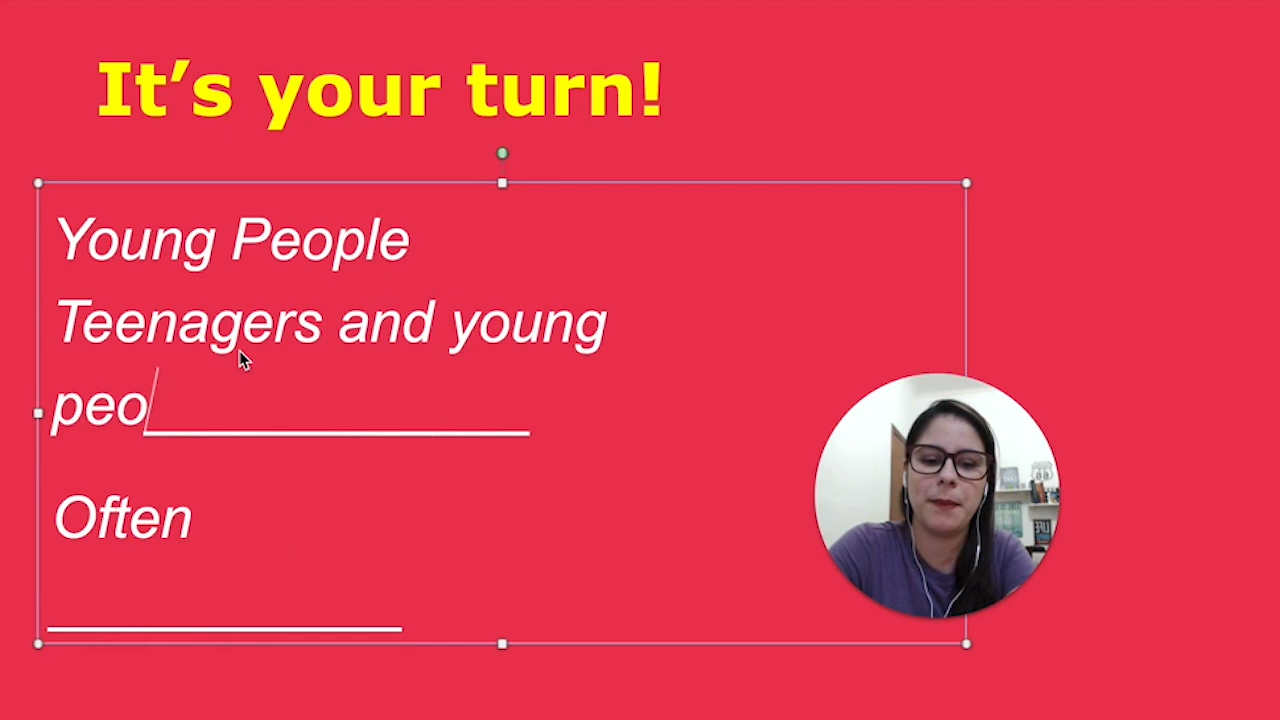 It's your turn!
Young People
Teenagers and young
peo
Often